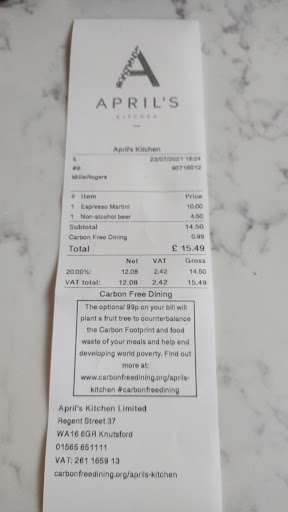 A
APRIL'S
KITCHEN
April's Kitchen
5 23/07/2021 18:24
#6 90718012
MillieRogers
# Item Price
1 Espresso Martini 10.00
1 Non-alcohol beer 4.50
Subtotal 14.50
Carbon Free Dining 0.99
Total £ 15.49
Net VAT Gross
20.00%: 12.08 2.42 14.50
VAT total: 12.08 2.42 15.49
Carbon Free Dining
The optional 99p on your bill will
plant a fruit tree to counterbalance
the Carbon Footprint and food
waste of your meals and help end
developing world poverty. Find out
more at:
www.carbonfreedining.org/aprils-
kitchen #carbonfreedining
April's Kitchen Limited
Regent Street 37
WA16 6GR Knutsford
01565 651111
VAT: 261 1659 13
carbonfreedining.org/aprils-kitchen